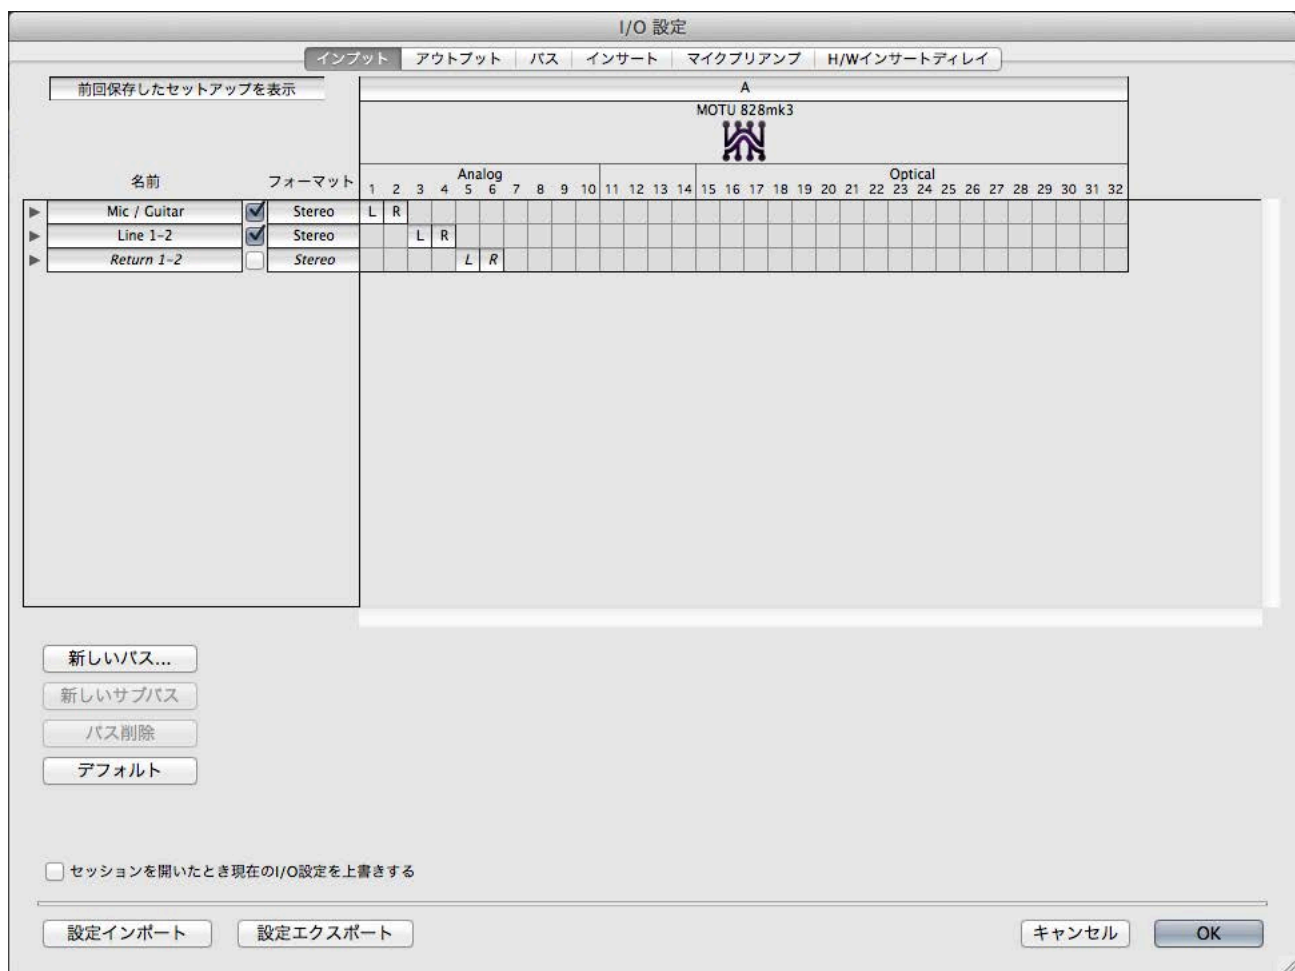 I/O 設定
インプット アウトプット バス インサート マイクプリアンプ H/Wインサートディレイ
前回保存したセットアップを表示
A
MOTU 828mk3
名前 フォーマット
Analog Optical
1 2 3 4 5 6 7 8 9 10 11 12 13 14 15 16 17 18 19 20 21 22 23 24 25 26 27 28 29 30 31 32
Mic / Guitar Stereo L R
Line 1-2 Stereo L R
Return 1-2 Stereo L R
新しいパス...
新しいサブパス
パス削除
デフォルト
セッションを開いたとき現在のI/O設定を上書きする
設定インポート 設定エクスポート キャンセル OK